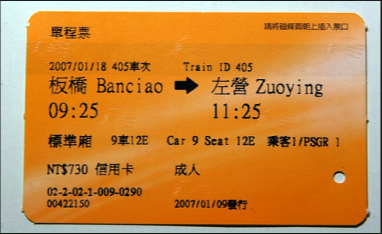 單程票
請將磁條面朝上插入票口
2007/01/18 405車次 Train ID 405
板橋 Banciao → 左營 Zuoying
09:25 11:25
標準廂 9車12E Car 9 Seat 12E 乘客1/PSGR 1
NT$730 信用卡 成人
02-2-02-1-009-0290
00422150 2007/01/09發行